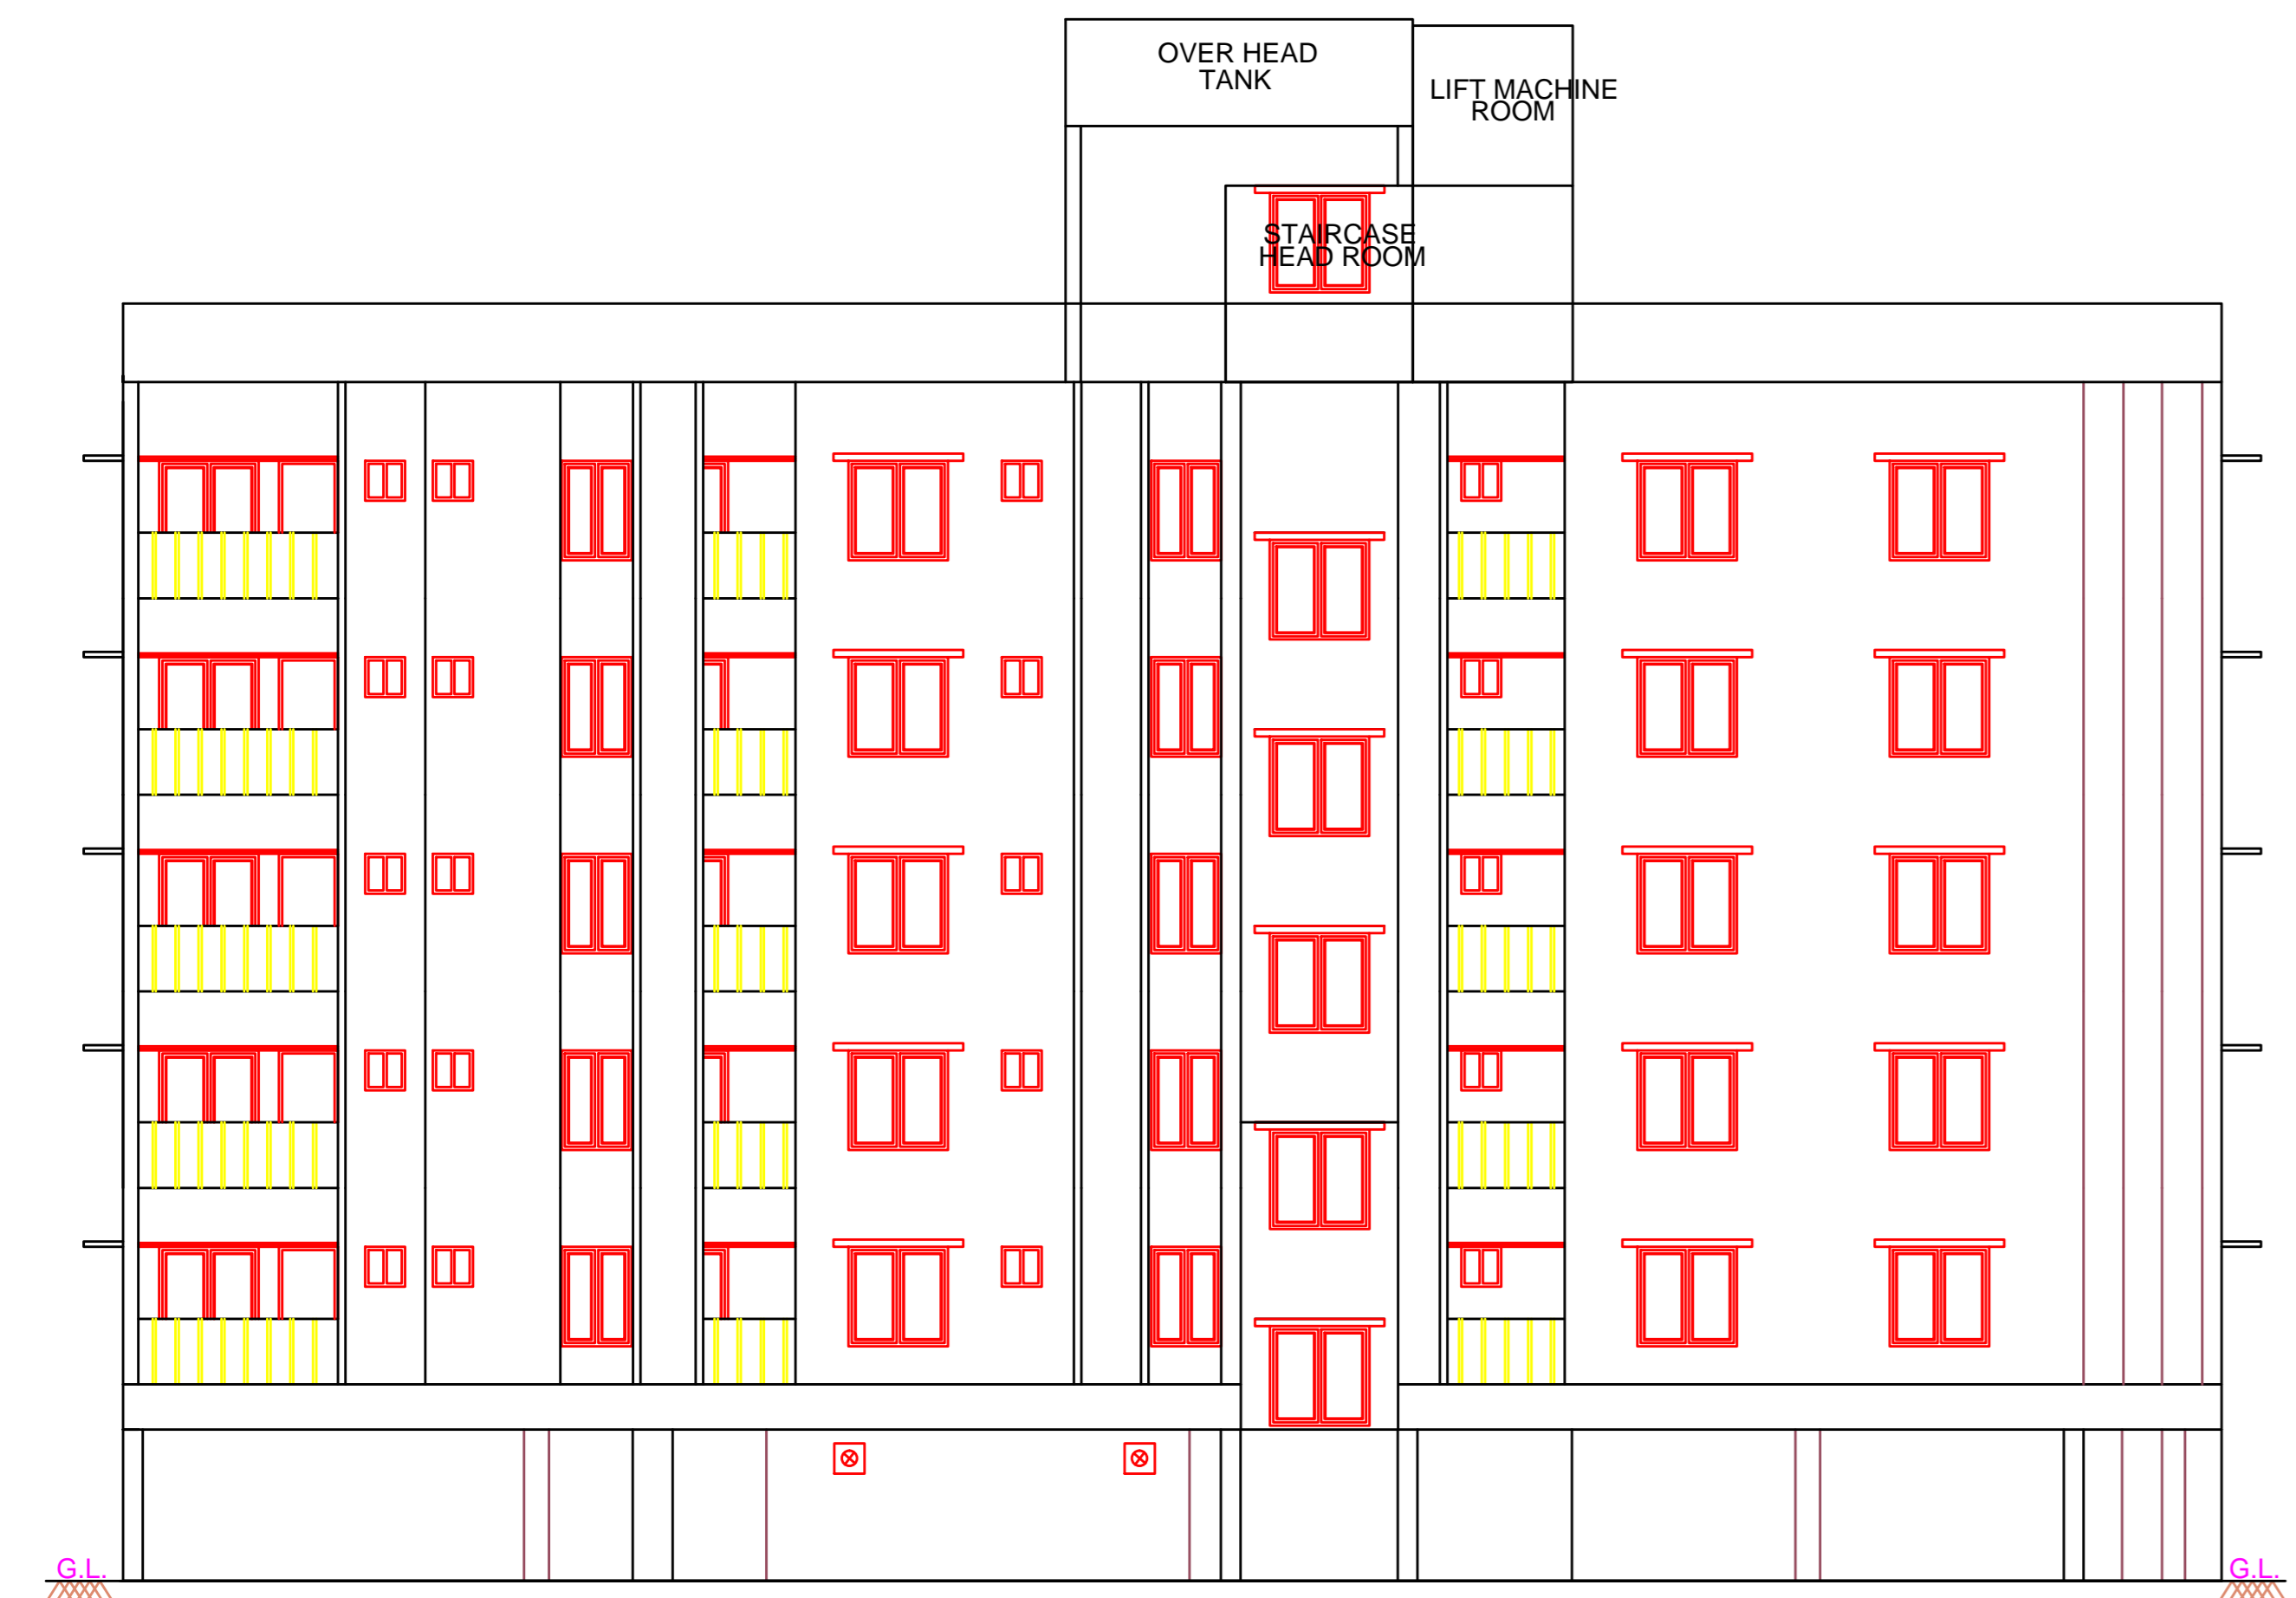 OVER HEAD
TANK
LIFT MACHINE
ROOM
STAIRCASE
HEAD ROOM
G.L.
G.L.